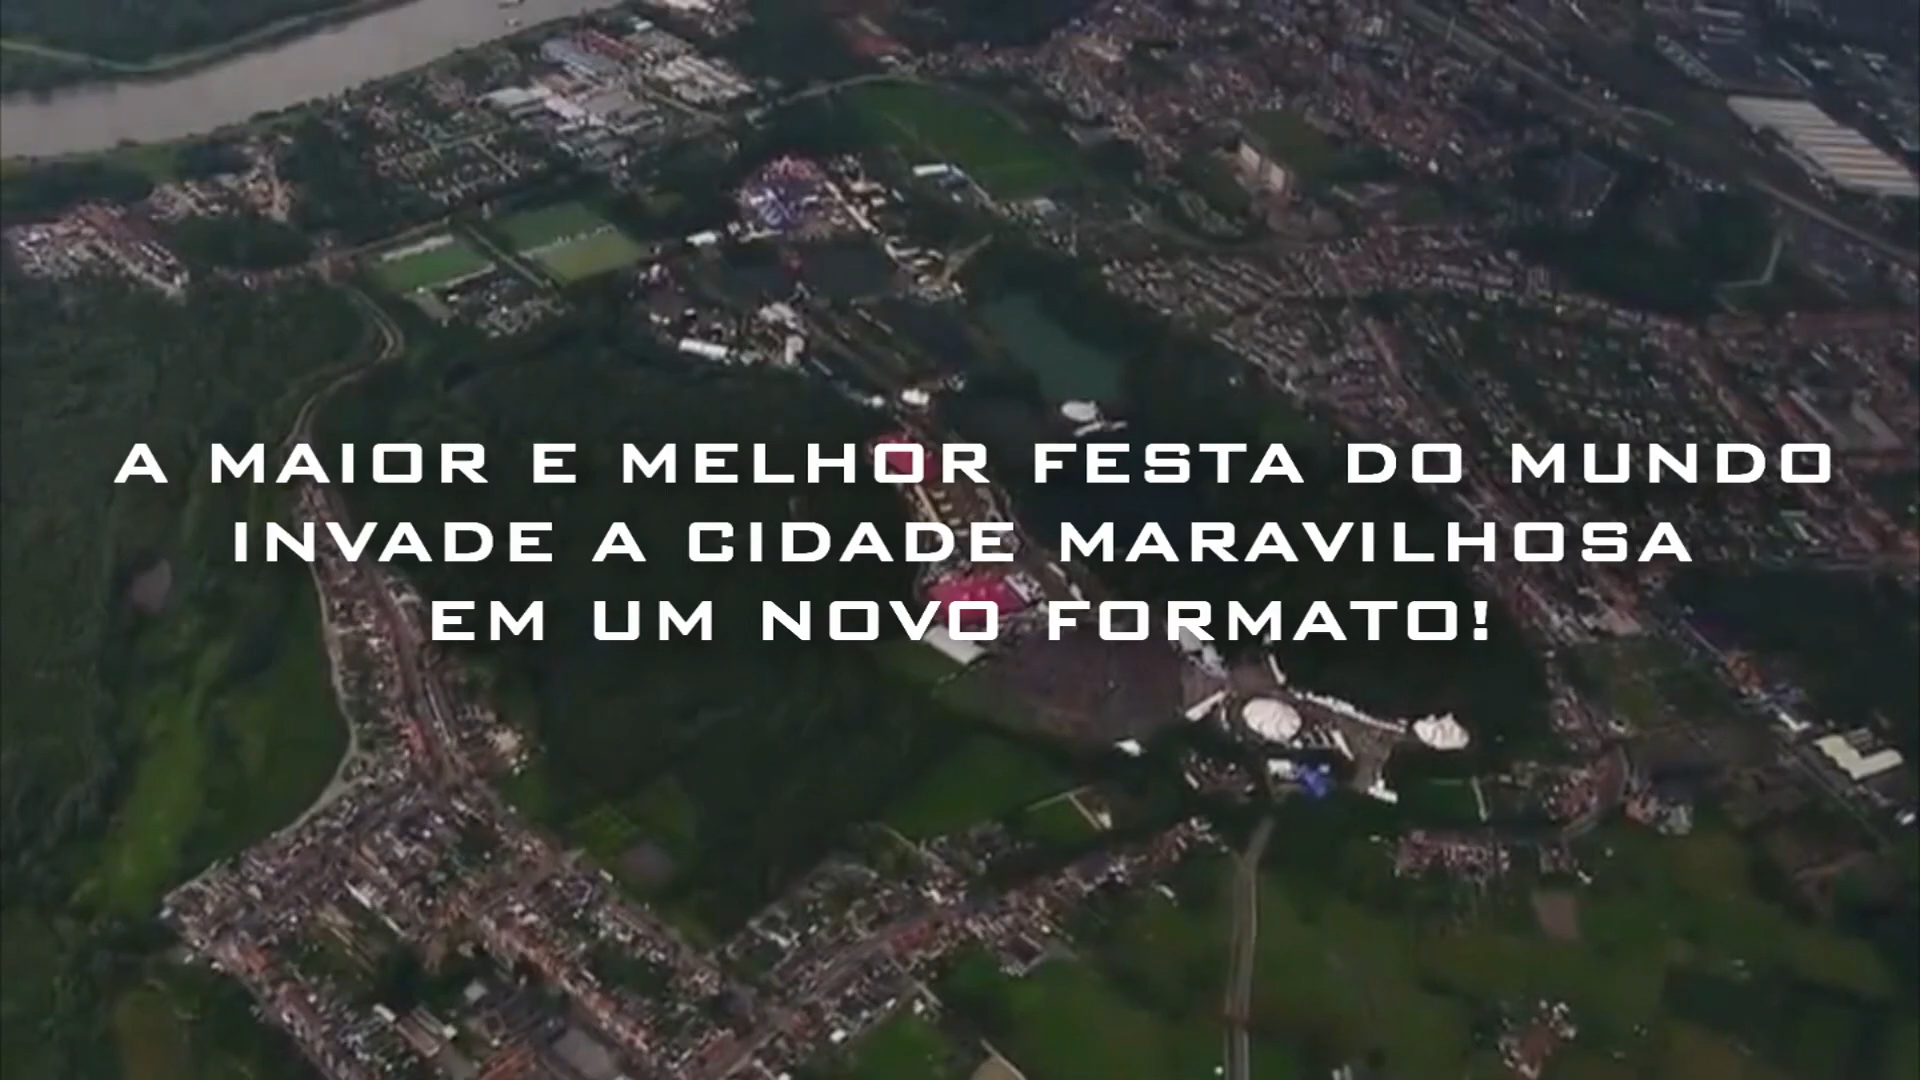 A MAIOR E MELHOR FESTA DO MUNDO
INVADE A CIDADE MARAVILHOSA
EM UM NOVO FORMATO!